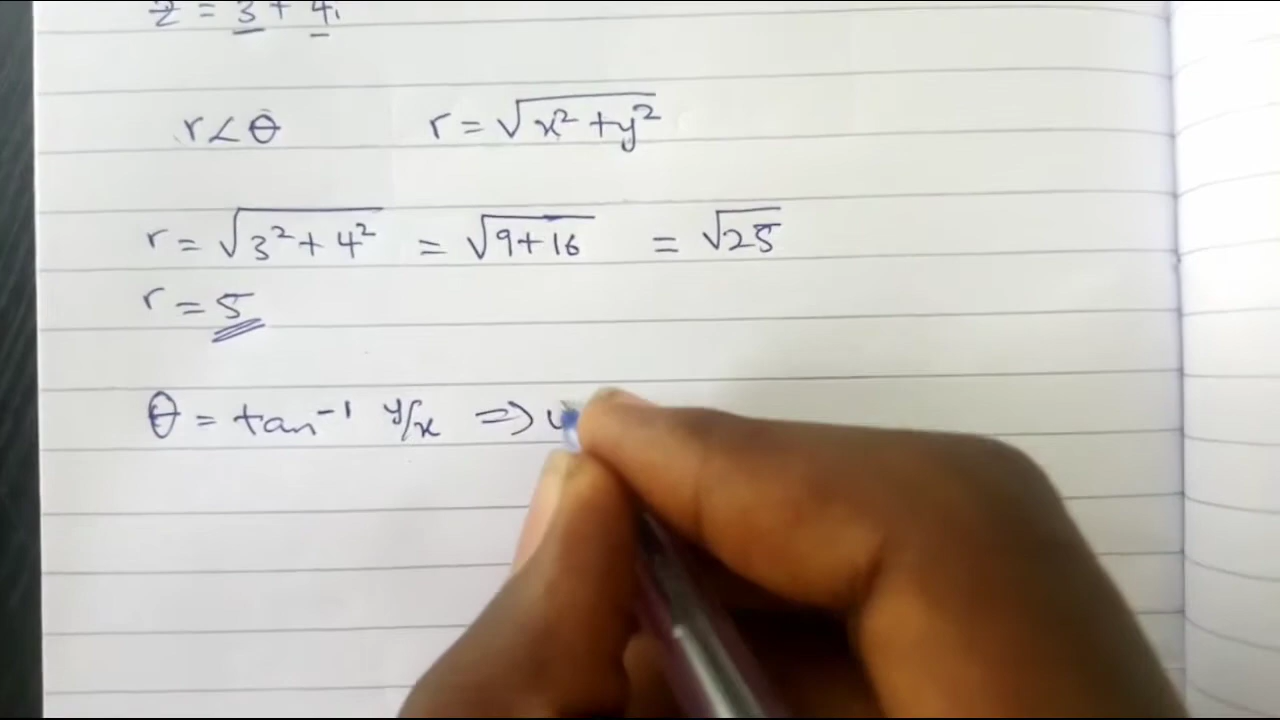 z = 3 + 4i
r∠θ r = √x² + y²
r = √3² + 4² = √9 + 16 = √25
r = 5
θ = tan⁻¹ y/x ⇒